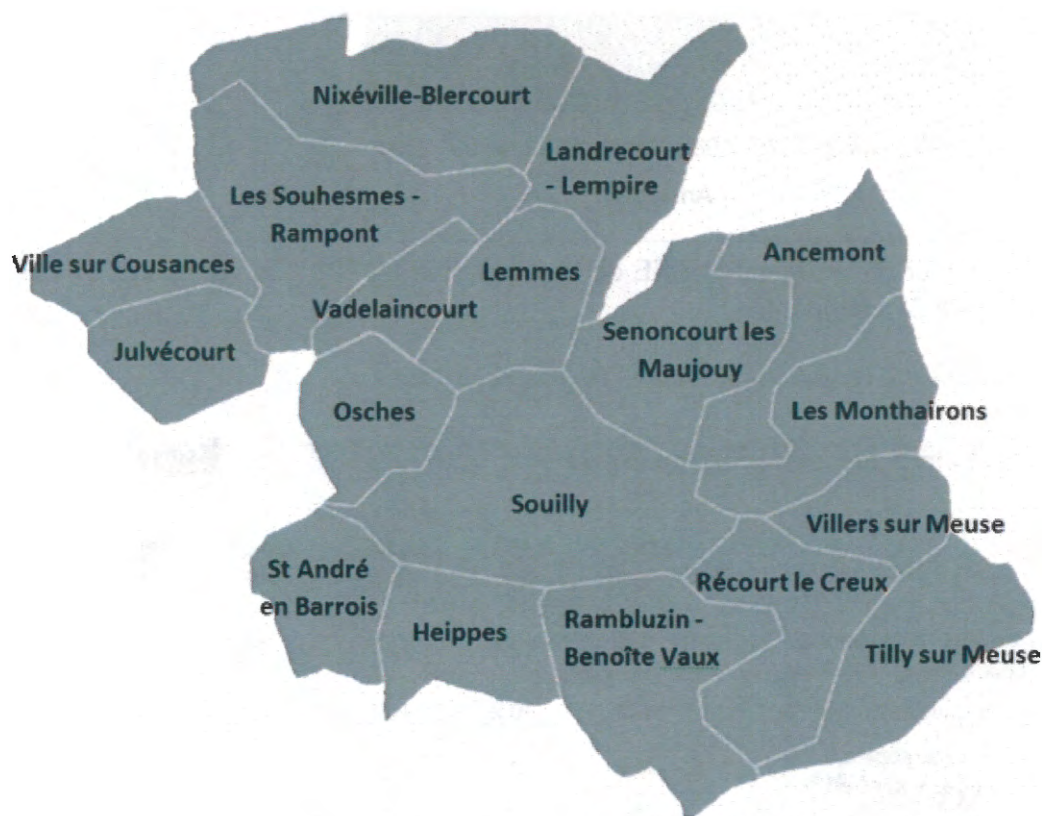 Nixéville-Blercourt
Landrecourt
- Lempire
Les Souhesmes -
Rampont
Ancemont
Ville sur Cousances
Lemmes
Vadelaincourt
Senoncourt les
Maujouy
Julvécourt
Osches
Les Monthairons
Souilly
Villers sur Meuse
St André
en Barrois
Récourt le Creux
Heippes
Rambluzin -
Benoîte Vaux
Tilly sur Meuse